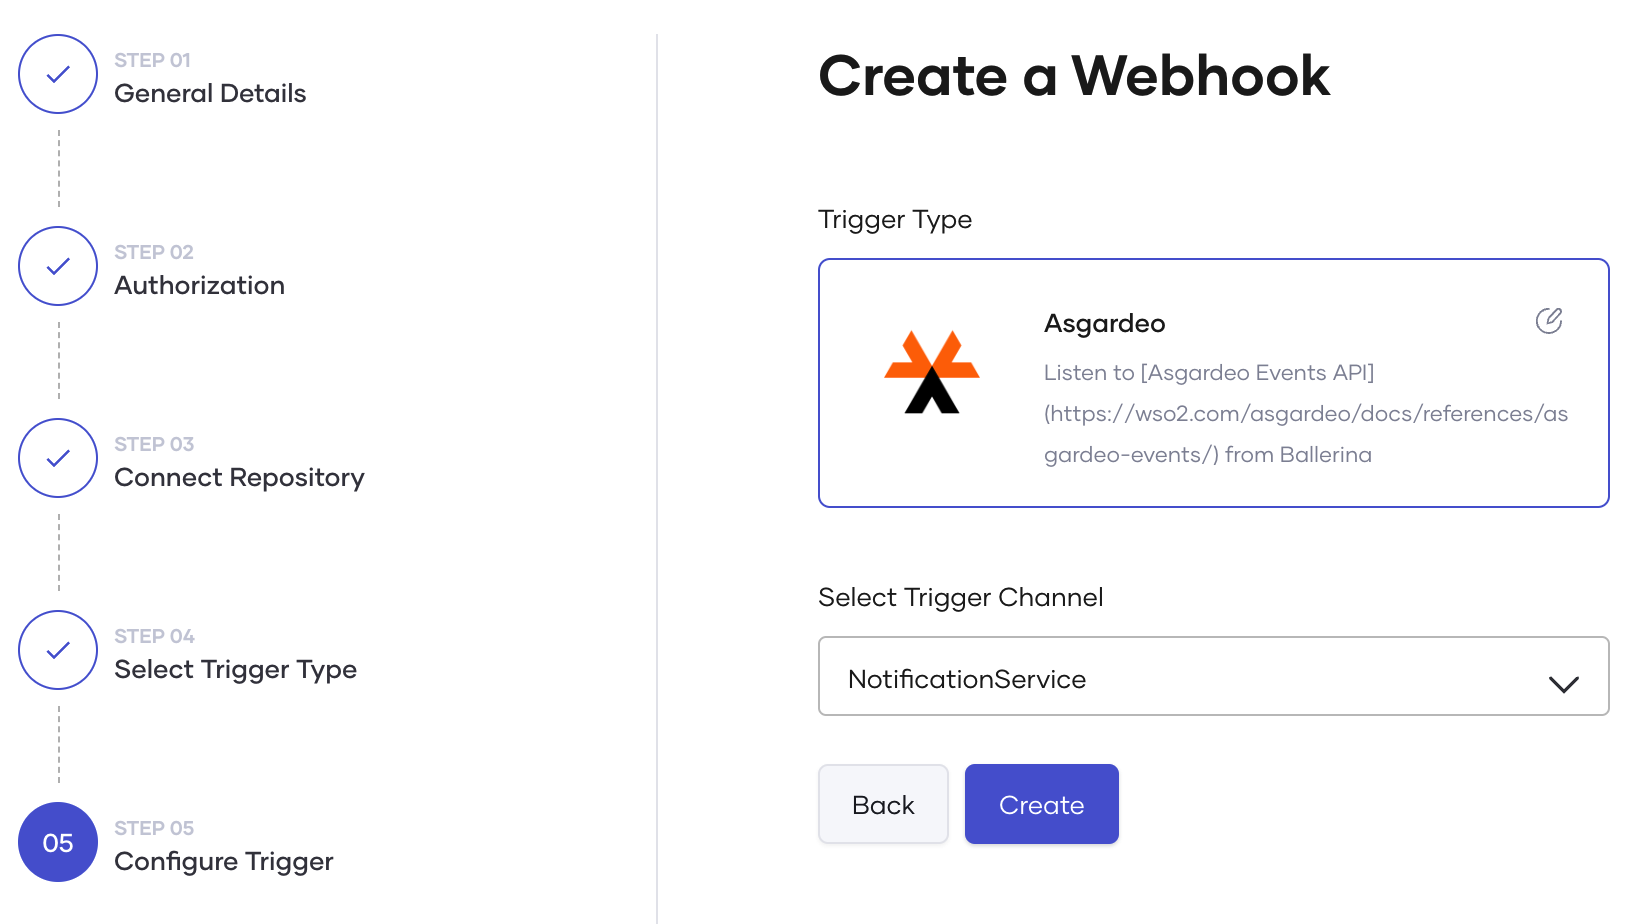 STEP 01
General Details
STEP 02
Authorization
STEP 03
Connect Repository
STEP 04
Select Trigger Type
05
STEP 05
Configure Trigger
Create a Webhook
Trigger Type
Asgardeo
Listen to [Asgardeo Events API]
(https://wso2.com/asgardeo/docs/references/as
gardeo-events/) from Ballerina
Select Trigger Channel
NotificationService
Back
Create